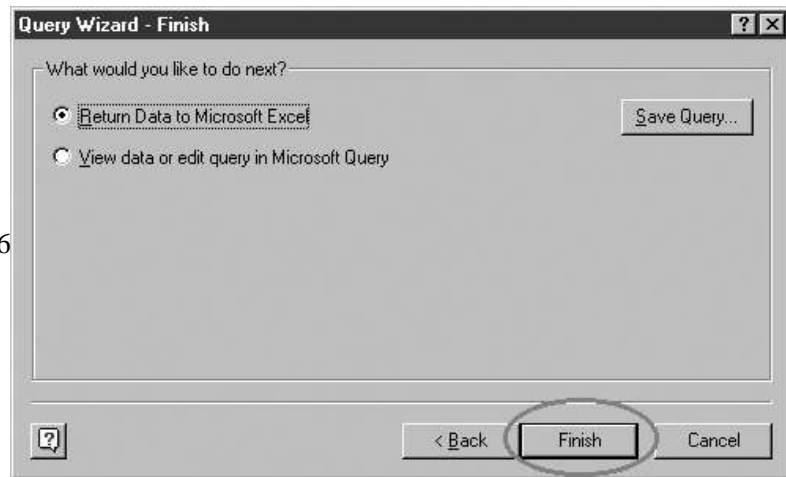 Query Wizard - Finish
What would you like to do next?
Return Data to Microsoft Excel
Save Query...
View data or edit query in Microsoft Query
6
< Back Finish Cancel